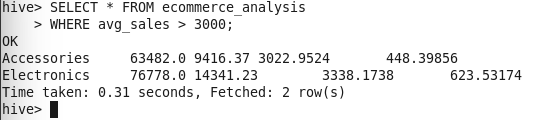 hive> SELECT * FROM ecommerce_analysis
    > WHERE avg_sales > 3000;
OK
Accessories     63482.0 9416.37 3022.9524       448.39856
Electronics     76778.0 14341.23        3338.1738       623.53174
Time taken: 0.31 seconds, Fetched: 2 row(s)
hive>